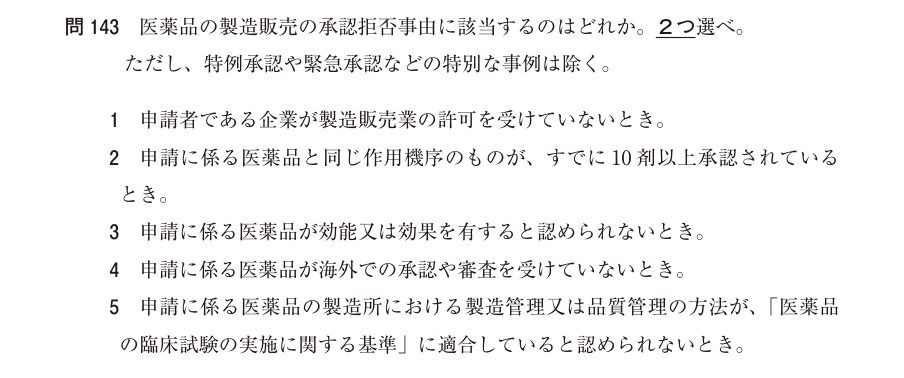 問 143　医薬品の製造販売の承認拒否事由に該当するのはどれか。２つ選べ。
ただし、特例承認や緊急承認などの特別な事例は除く。
1　申請者である企業が製造販売業の許可を受けていないとき。
2　申請に係る医薬品と同じ作用機序のものが、すでに 10 剤以上承認されている
とき。
3　申請に係る医薬品が効能又は効果を有すると認められないとき。
4　申請に係る医薬品が海外での承認や審査を受けていないとき。
5　申請に係る医薬品の製造所における製造管理又は品質管理の方法が、「医薬品
の臨床試験の実施に関する基準」に適合していると認められないとき。